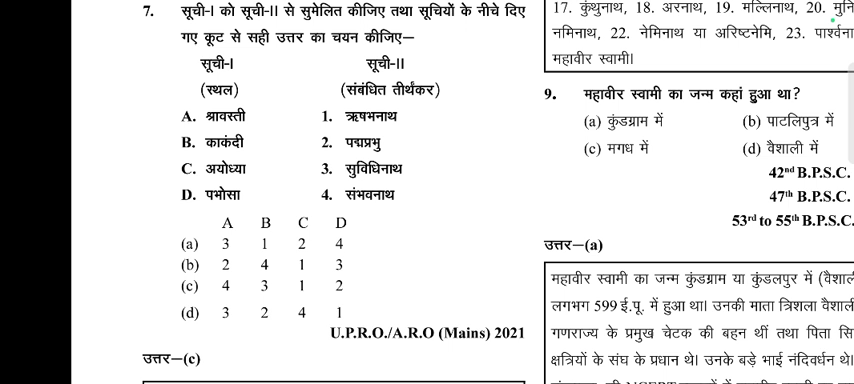 7. सूची-I को सूची-II से सुमेलित कीजिए तथा सूचियों के नीचे दिए
गए कूट से सही उत्तर का चयन कीजिए—
सूची-I सूची-II
(स्थल) (संबंधित तीर्थंकर)
A. श्रावस्ती 1. ऋषभनाथ
B. काकंदी 2. पद्मप्रभु
C. अयोध्या 3. सुविधिनाथ
D. पभोसा 4. संभवनाथ
A B C D
(a) 3 1 2 4
(b) 2 4 1 3
(c) 4 3 1 2
(d) 3 2 4 1
U.P.R.O./A.R.O (Mains) 2021
उत्तर—(c)
17. कुंथुनाथ, 18. अरनाथ, 19. मल्लिनाथ, 20. मुनि
नमिनाथ, 22. नेमिनाथ या अरिष्टनेमि, 23. पार्श्वना
महावीर स्वामी।
9. महावीर स्वामी का जन्म कहां हुआ था?
(a) कुंडग्राम में (b) पाटलिपुत्र में
(c) मगध में (d) वैशाली में
42nd B.P.S.C.
47th B.P.S.C.
53rd to 55th B.P.S.C.
उत्तर—(a)
महावीर स्वामी का जन्म कुंडग्राम या कुंडलपुर में (वैशाल
लगभग 599 ई.पू. में हुआ था। उनकी माता त्रिशला वैशाल
गणराज्य के प्रमुख चेटक की बहन थीं तथा पिता सि
क्षत्रियों के संघ के प्रधान थे। उनके बड़े भाई नंदिवर्धन थे।